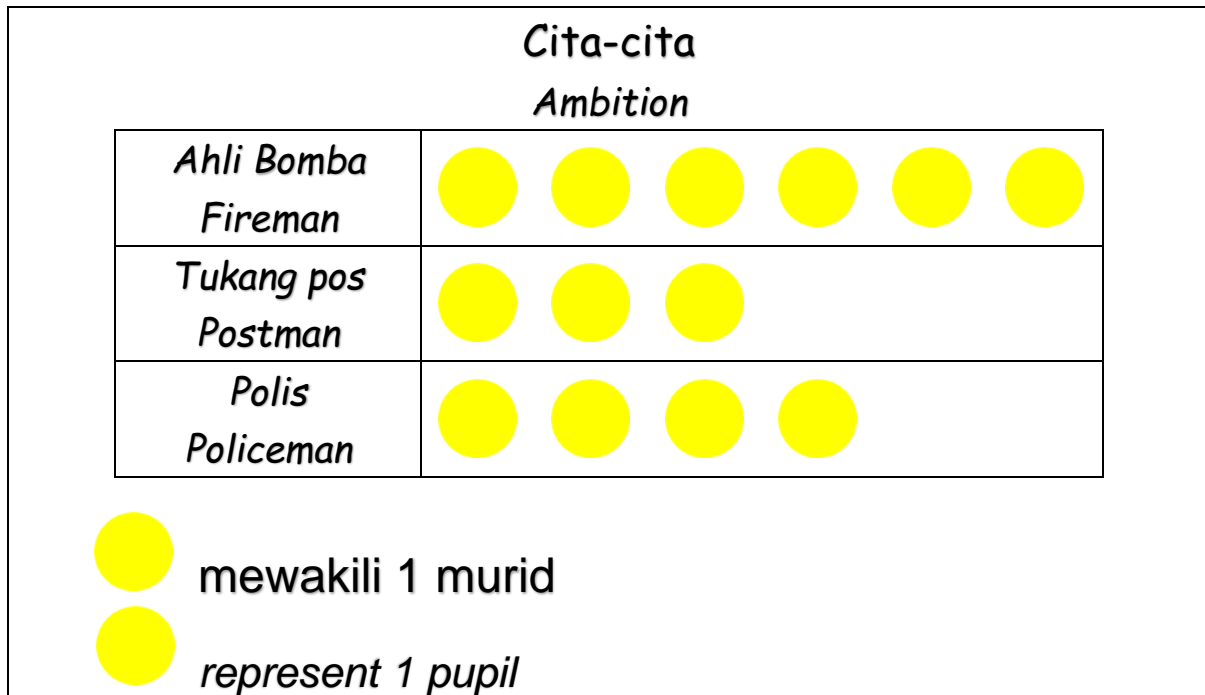 Cita-cita
Ambition
Ahli Bomba
Fireman
Tukang pos
Postman
Polis
Policeman
mewakili 1 murid
represent 1 pupil